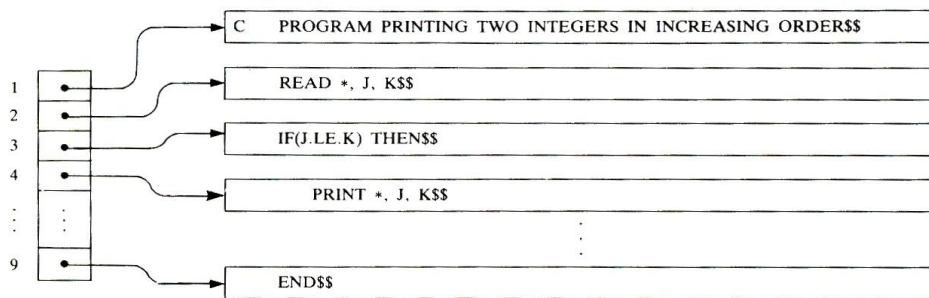 C PROGRAM PRINTING TWO INTEGERS IN INCREASING ORDER$$
1
READ *, J, K$$
2
IF(J.LE.K) THEN$$
3
4
PRINT *, J, K$$
9
END$$